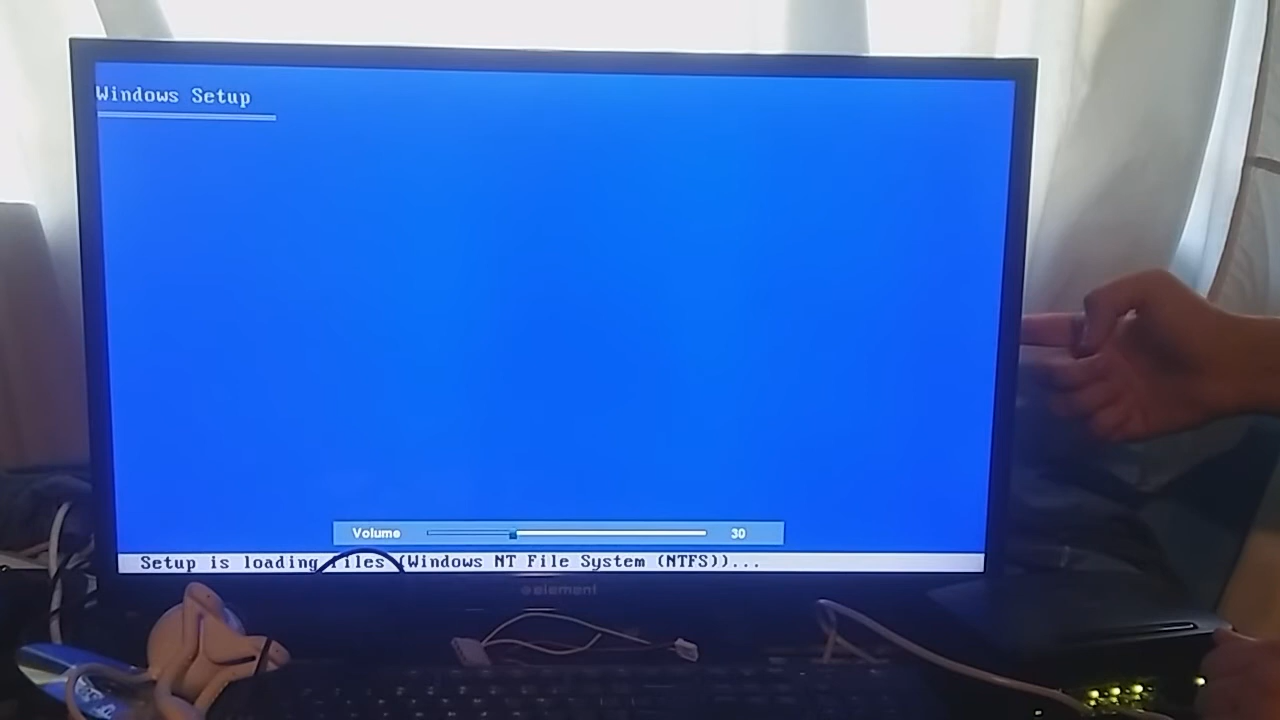 Windows Setup
Volume 30
Setup is loading files (Windows NT File System (NTFS))...
element